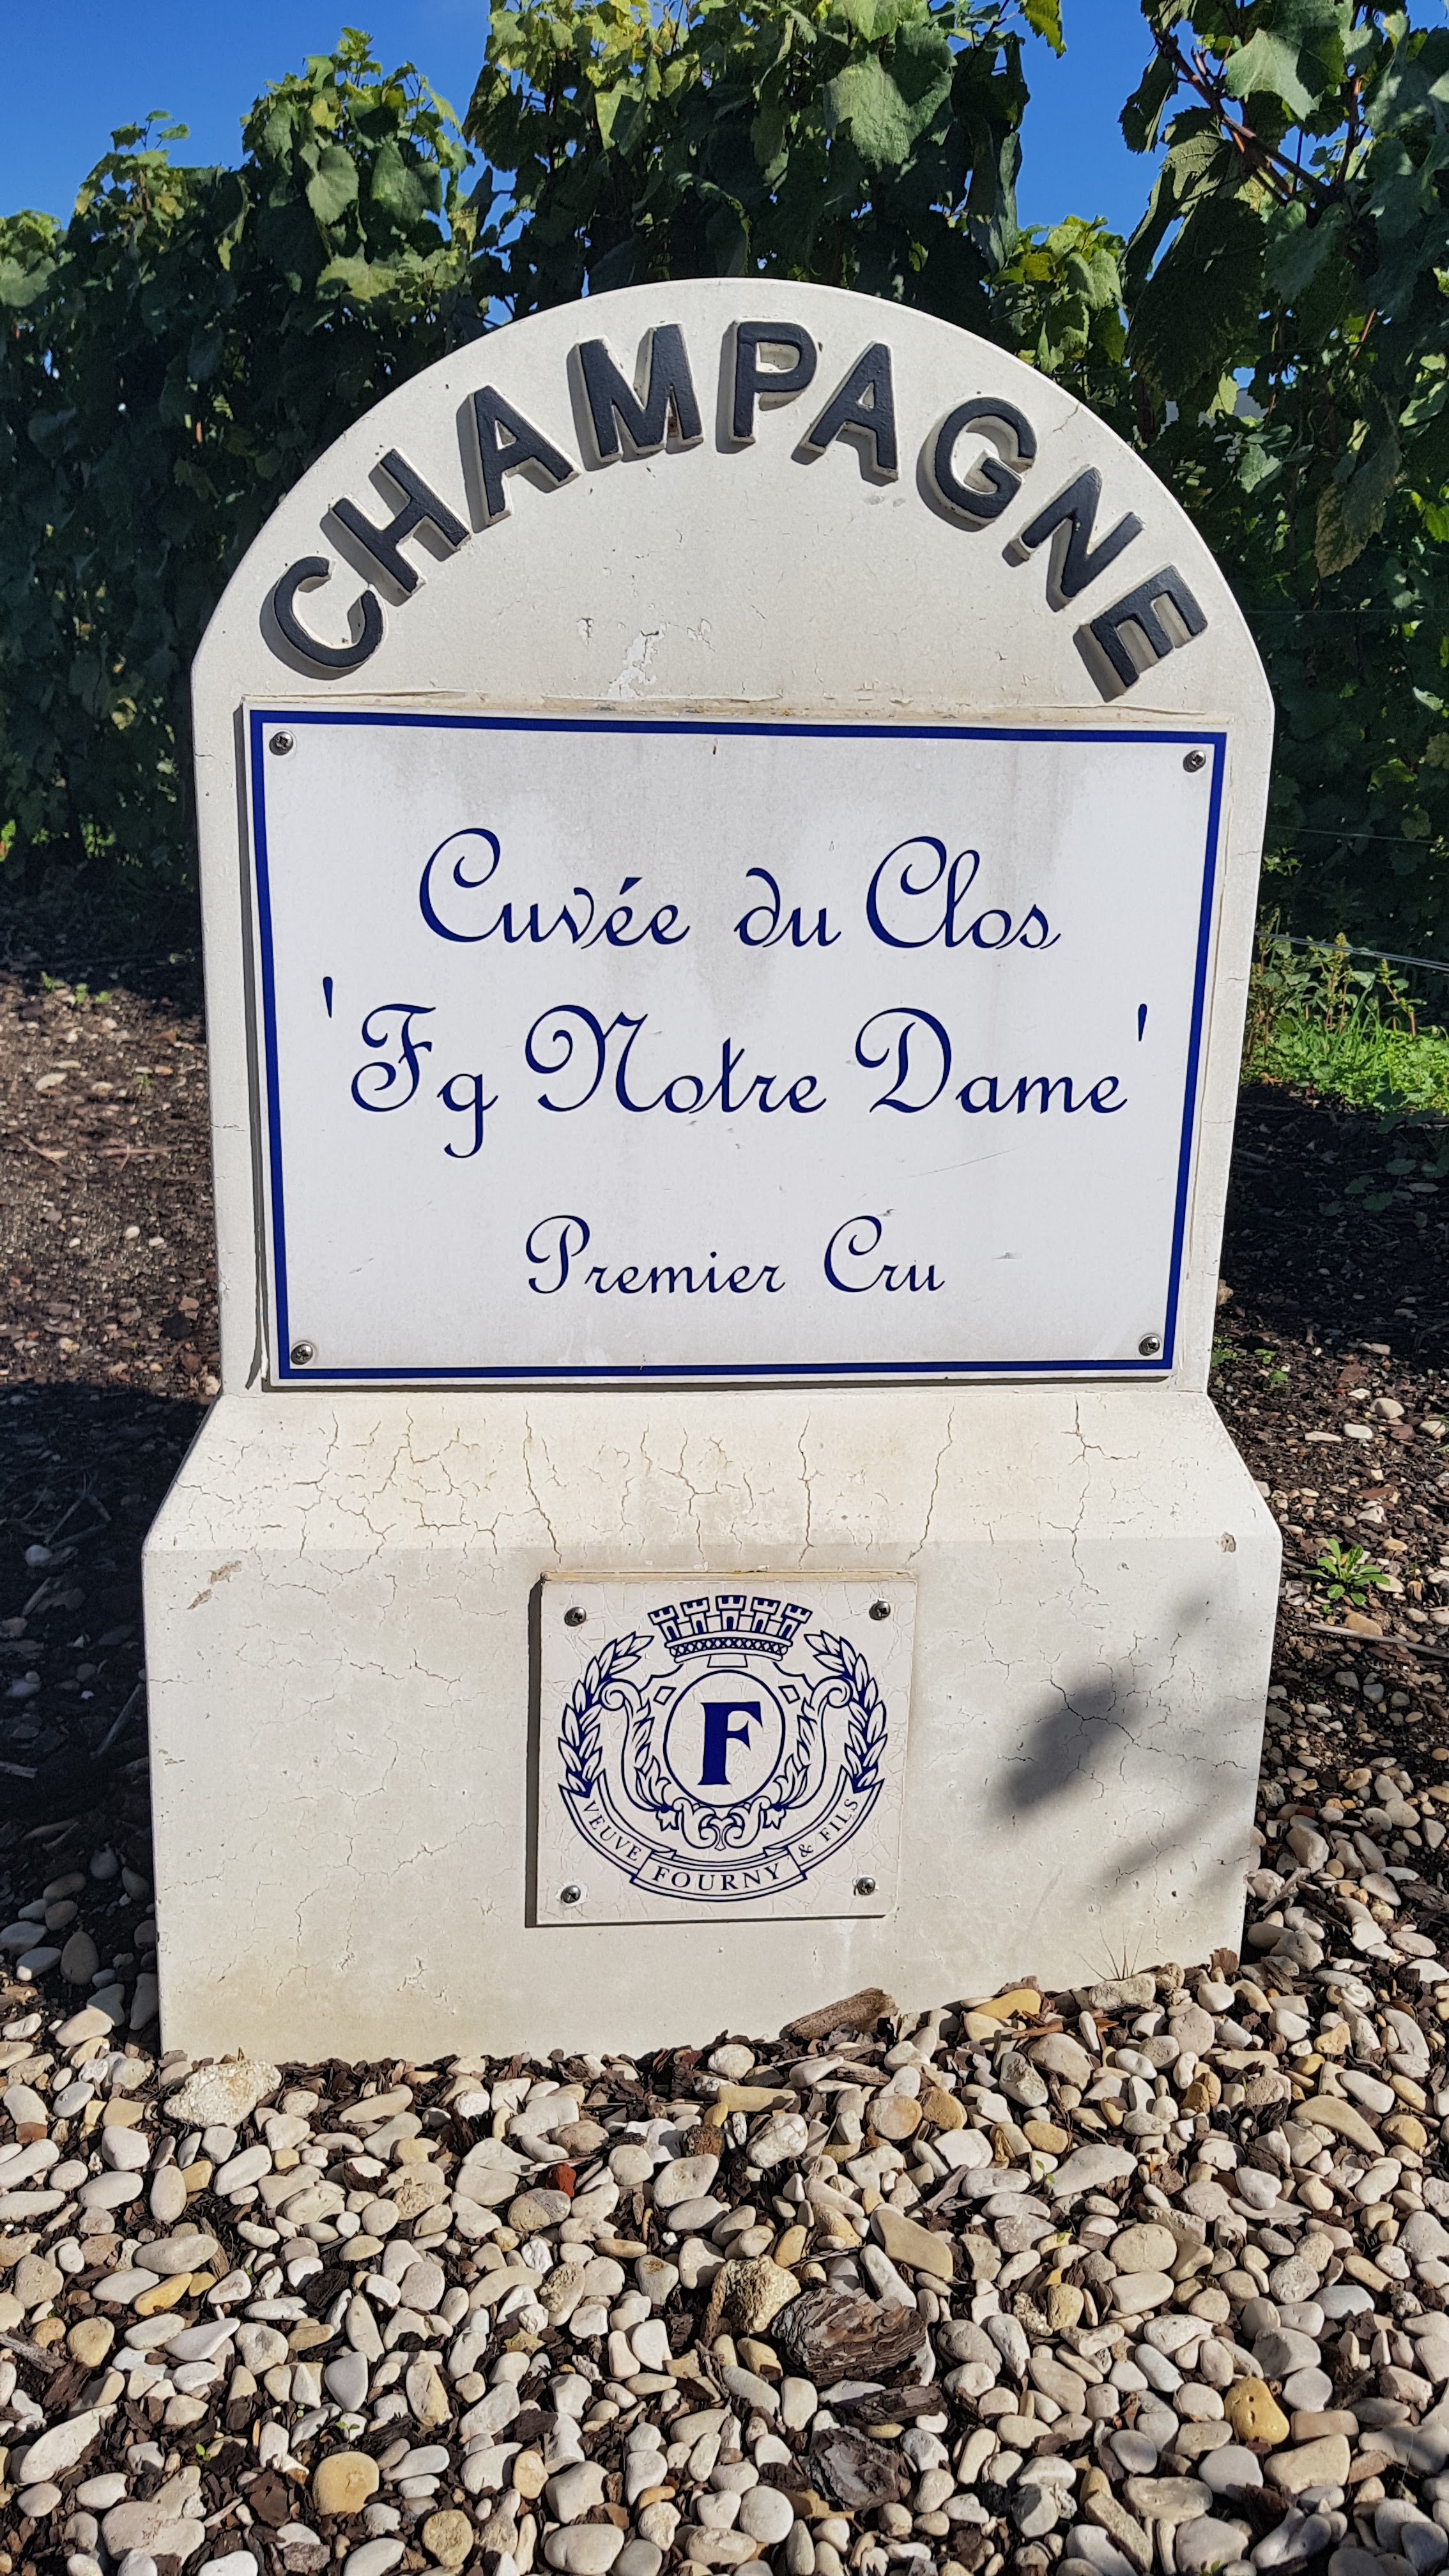 CHAMPAGNE
Cuvée du Clos
'Fg Notre Dame'
Premier Cru
F
VEUVE FOURNY & FILS